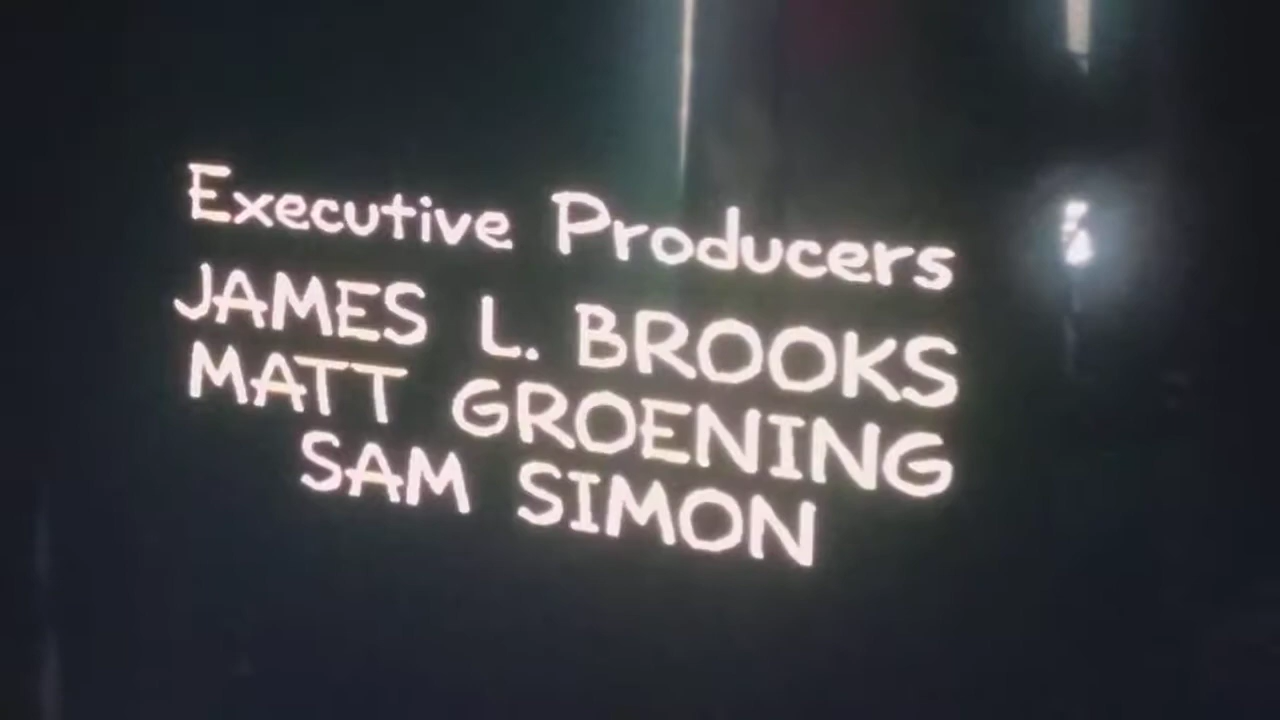 Executive Producers
JAMES L. BROOKS
MATT GROENING
SAM SIMON